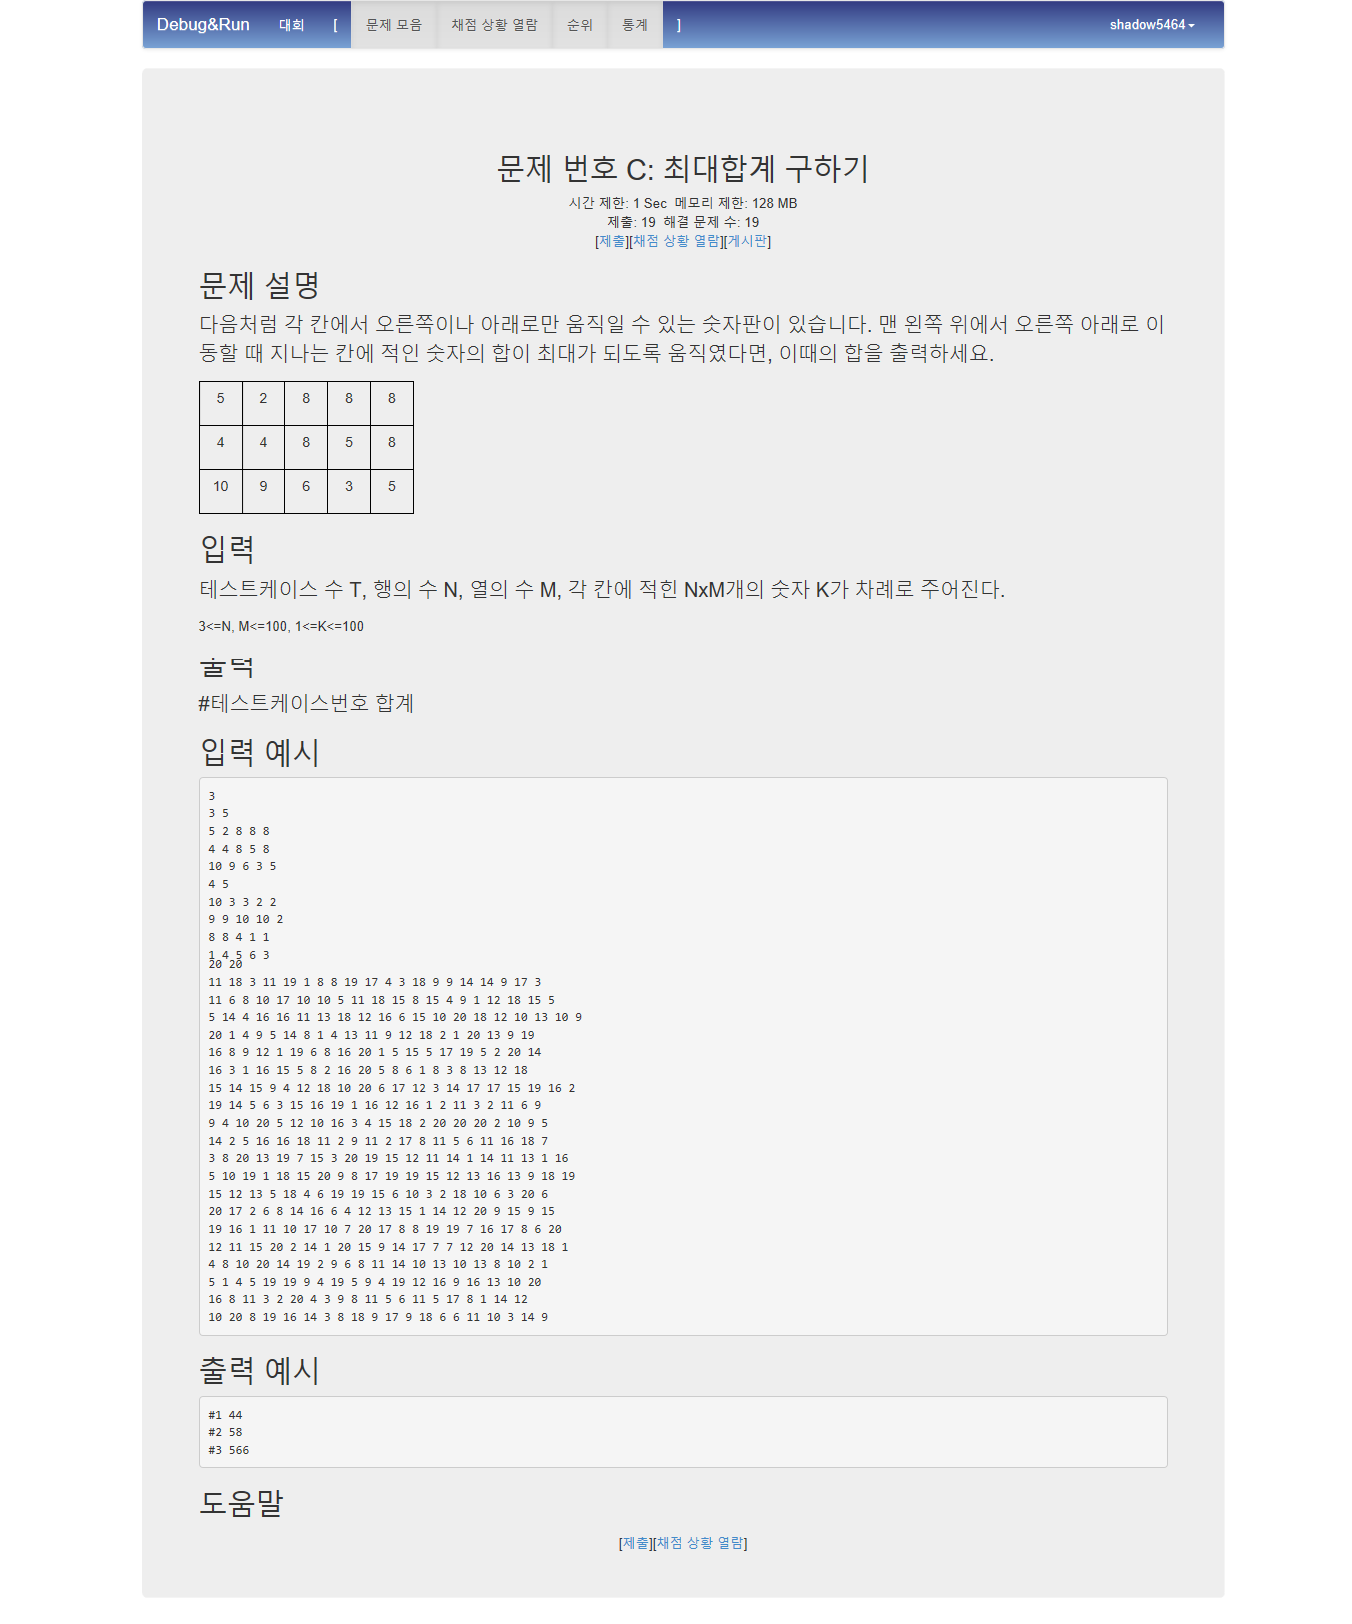 Debug&Run 대회 [ 문제 모음 채점 상황 열람 순위 통계 ] shadow5464
문제 번호 C: 최대합계 구하기
시간 제한: 1 Sec 메모리 제한: 128 MB
제출: 19 해결 문제 수: 19
[제출][채점 상황 열람][게시판]
문제 설명
다음처럼 각 칸에서 오른쪽이나 아래로만 움직일 수 있는 숫자판이 있습니다. 맨 왼쪽 위에서 오른쪽 아래로 이
동할 때 지나는 칸에 적인 숫자의 합이 최대가 되도록 움직였다면, 이때의 합을 출력하세요.
5 2 8 8 8
4 4 8 5 8
10 9 6 3 5
입력
테스트케이스 수 T, 행의 수 N, 열의 수 M, 각 칸에 적힌 NxM개의 숫자 K가 차례로 주어진다.
3<=N, M<=100, 1<=K<=100
출력
#테스트케이스번호 합계
입력 예시
3
3 5
5 2 8 8 8
4 4 8 5 8
10 9 6 3 5
4 5
10 3 3 2 2
9 9 10 10 2
8 8 4 1 1
1 4 5 6 3
20 20
11 18 3 11 19 1 8 8 19 17 4 3 18 9 9 14 14 9 17 3
11 6 8 10 17 10 10 5 11 18 15 8 15 4 9 1 12 18 15 5
5 14 4 16 16 11 13 18 12 16 6 15 10 20 18 12 10 13 10 9
20 1 4 9 5 14 8 1 4 13 11 9 12 18 2 1 20 13 9 19
16 8 9 12 1 19 6 8 16 20 1 5 15 5 17 19 5 2 20 14
16 3 1 16 15 5 8 2 16 20 5 8 6 1 8 3 8 13 12 18
15 14 15 9 4 12 18 10 20 6 17 12 3 14 17 17 15 19 16 2
19 14 5 6 3 15 16 19 1 16 12 16 1 2 11 3 2 11 6 9
9 4 10 20 5 12 10 16 3 4 15 18 2 20 20 20 2 10 9 5
14 2 5 16 16 18 11 2 9 11 2 17 8 11 5 6 11 16 18 7
3 8 20 13 19 7 15 3 20 19 15 12 11 14 1 14 11 13 1 16
5 10 19 1 18 15 20 9 8 17 19 19 15 12 13 16 13 9 18 19
15 12 13 5 18 4 6 19 19 15 6 10 3 2 18 10 6 3 20 6
20 17 2 6 8 14 16 6 4 12 13 15 1 14 12 20 9 15 9 15
19 16 1 11 10 17 10 7 20 17 8 8 19 19 7 16 17 8 6 20
12 11 15 20 2 14 1 20 15 9 14 17 7 7 12 20 14 13 18 1
4 8 10 20 14 19 2 9 6 8 11 14 10 13 10 13 8 10 2 1
5 1 4 5 19 19 9 4 19 5 9 4 19 12 16 9 16 13 10 20
16 8 11 3 2 20 4 3 9 8 11 5 6 11 5 17 8 1 14 12
10 20 8 19 16 14 3 8 18 9 17 9 18 6 6 11 10 3 14 9
출력 예시
#1 44
#2 58
#3 566
도움말
[제출][채점 상황 열람]